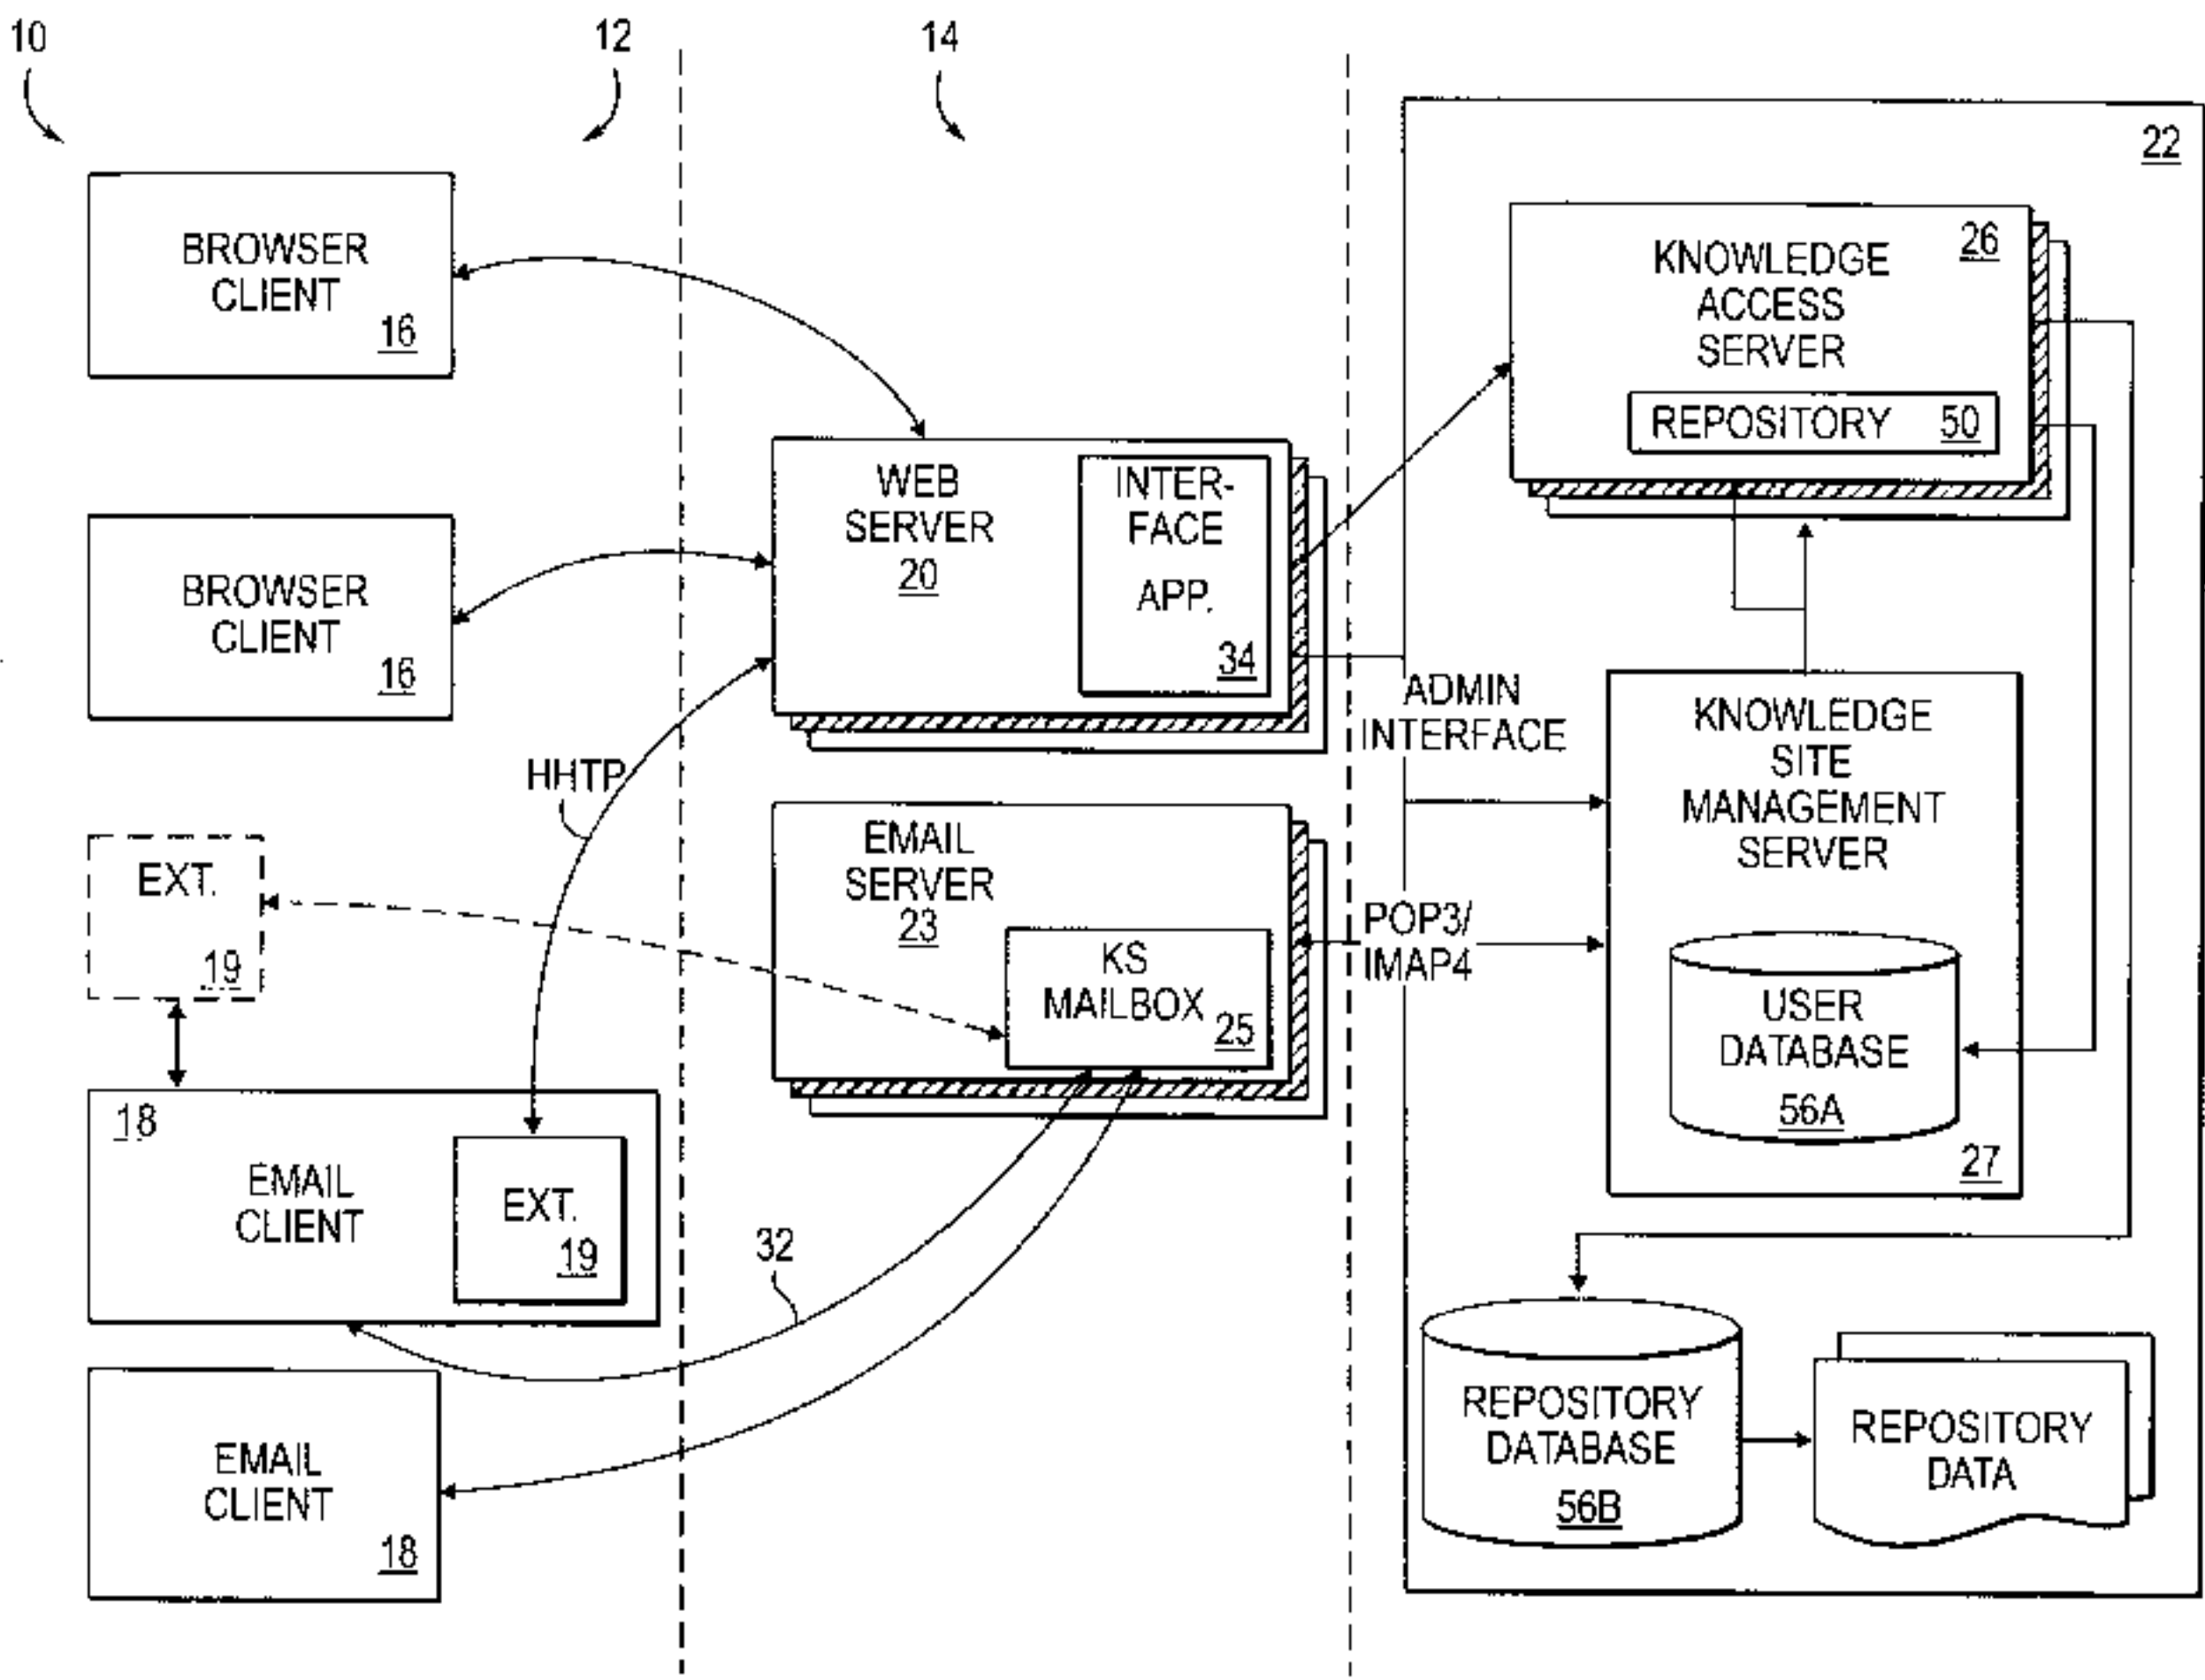 10
12
14
22
BROWSER
CLIENT
16
BROWSER
CLIENT
16
HHTP
EXT.
19
18
EMAIL
CLIENT
EXT.
19
EMAIL
CLIENT
18
32
WEB
SERVER
20
INTER-
FACE
APP.
34
EMAIL
SERVER
23
KS
MAILBOX
25
ADMIN
INTERFACE
POP3/
IMAP4
26
KNOWLEDGE
ACCESS
SERVER
REPOSITORY 50
KNOWLEDGE
SITE
MANAGEMENT
SERVER
USER
DATABASE
56A
27
REPOSITORY
DATABASE
56B
REPOSITORY
DATA